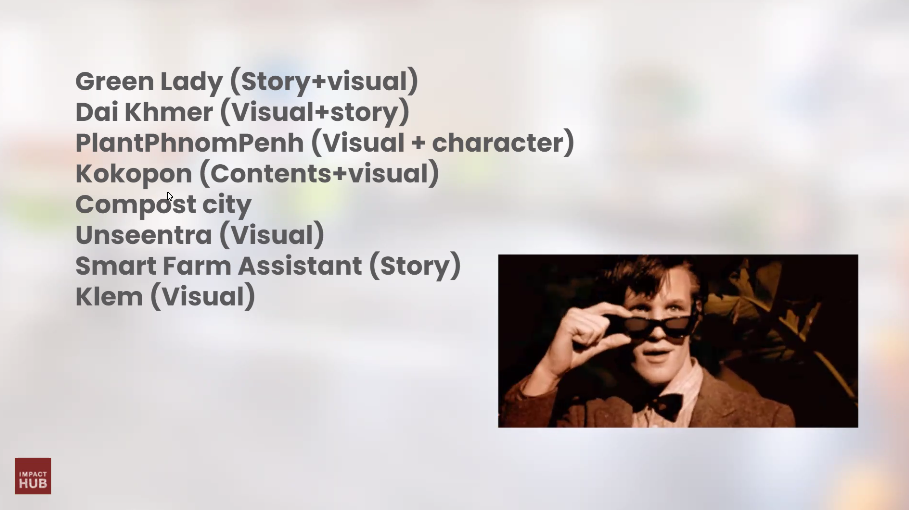 Green Lady (Story+visual)
Dai Khmer (Visual+story)
PlantPhnomPenh (Visual + character)
Kokopon (Contents+visual)
Compost city
Unseentra (Visual)
Smart Farm Assistant (Story)
Klem (Visual)
IMPACT
HUB